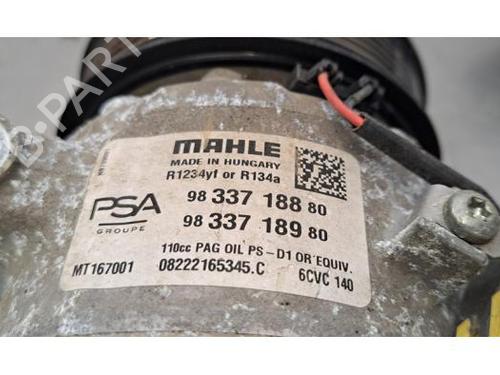 MAHLE
MADE IN HUNGARY
R1234yf or R134a
98 337 188 80
98 337 189 80
PSA
GROUPE
110cc PAG OIL PS-D1 OR EQUIV.
MT167001 08222165345.C 6CVC 140
B-PARTS